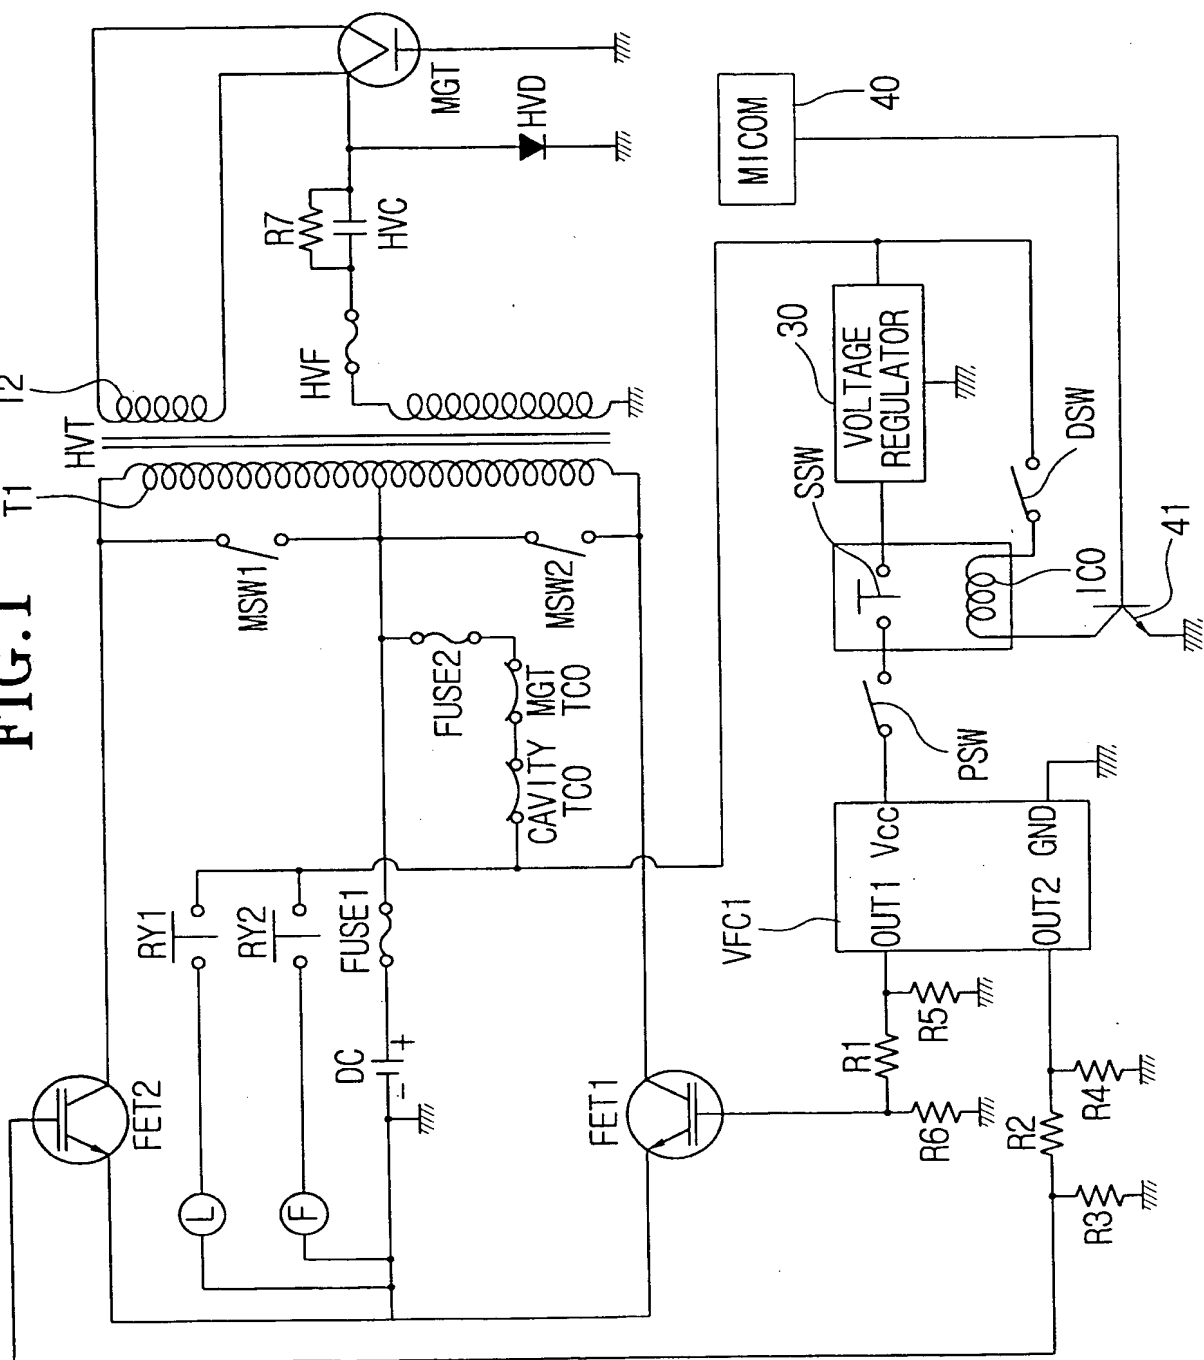 FIG.1
T1
HVT
MGT
HVD
R7
HVC
HVF
MSW1
MSW2
FUSE2
MGT
TCO
CAVITY
TCO
RY1
RY2
FUSE1
DC
+
-
L
F
FET2
FET1
MICOM
40
30
VOLTAGE
REGULATOR
SSW
DSW
ICO
41
PSW
VFC1
OUT1
Vcc
OUT2
GND
R1
R5
R6
R2
R4
R3